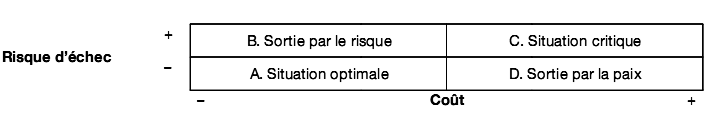 +
B. Sortie par le risque
C. Situation critique
Risque d’échec
–
A. Situation optimale
D. Sortie par la paix
–
Coût
+